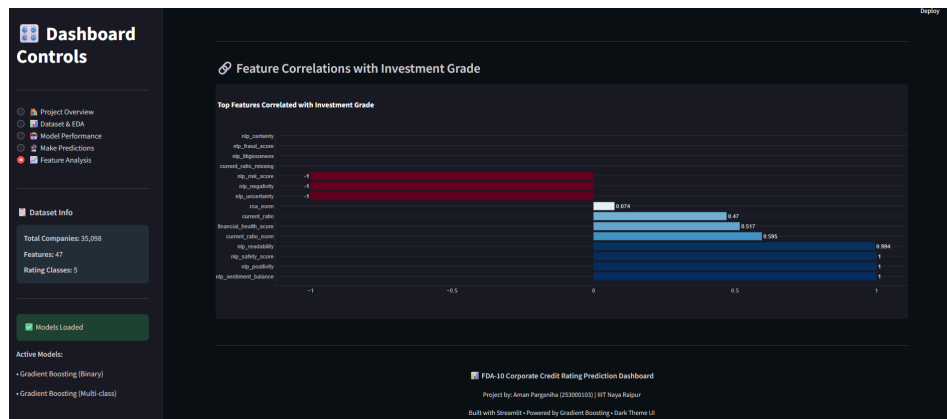 Deploy
Dashboard
Controls
Project Overview
Dataset & EDA
Model Performance
Make Predictions
Feature Analysis
Dataset Info
Total Companies: 35,098
Features: 47
Rating Classes: 5
Models Loaded
Active Models:
• Gradient Boosting (Binary)
• Gradient Boosting (Multi-class)
Feature Correlations with Investment Grade
Top Features Correlated with Investment Grade
nlp_certainty
nlp_fraud_score
nlp_litigiousness
current_ratio_missing
nlp_risk_score -1
nlp_negativity -1
nlp_uncertainty -1
roa_norm 0.074
current_ratio 0.47
financial_health_score 0.517
current_ratio_norm 0.595
nlp_readability 0.994
nlp_safety_score 1
nlp_positivity 1
nlp_sentiment_balance 1
−1 −0.5 0 0.5 1
FDA-10 Corporate Credit Rating Prediction Dashboard
Project by: Aman Parganiha (253000103) | IIIT Naya Raipur
Built with Streamlit • Powered by Gradient Boosting • Dark Theme UI